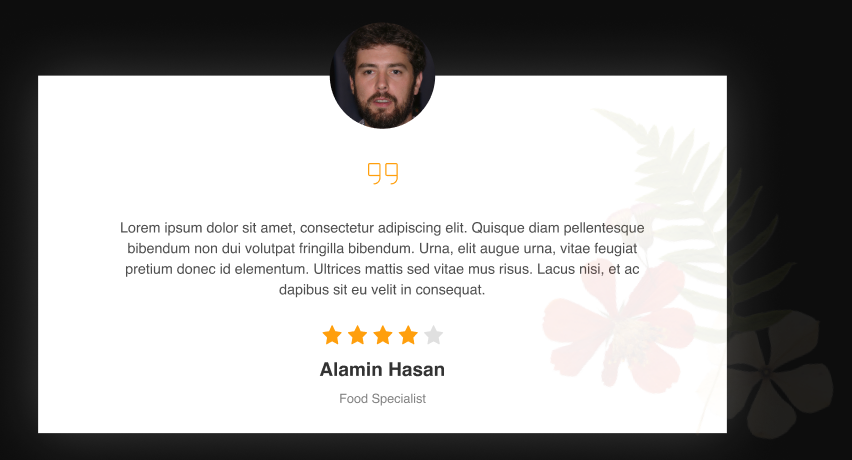 Lorem ipsum dolor sit amet, consectetur adipiscing elit. Quisque diam pellentesque
bibendum non dui volutpat fringilla bibendum. Urna, elit augue urna, vitae feugiat
pretium donec id elementum. Ultrices mattis sed vitae mus risus. Lacus nisi, et ac
dapibus sit eu velit in consequat.
Alamin Hasan
Food Specialist